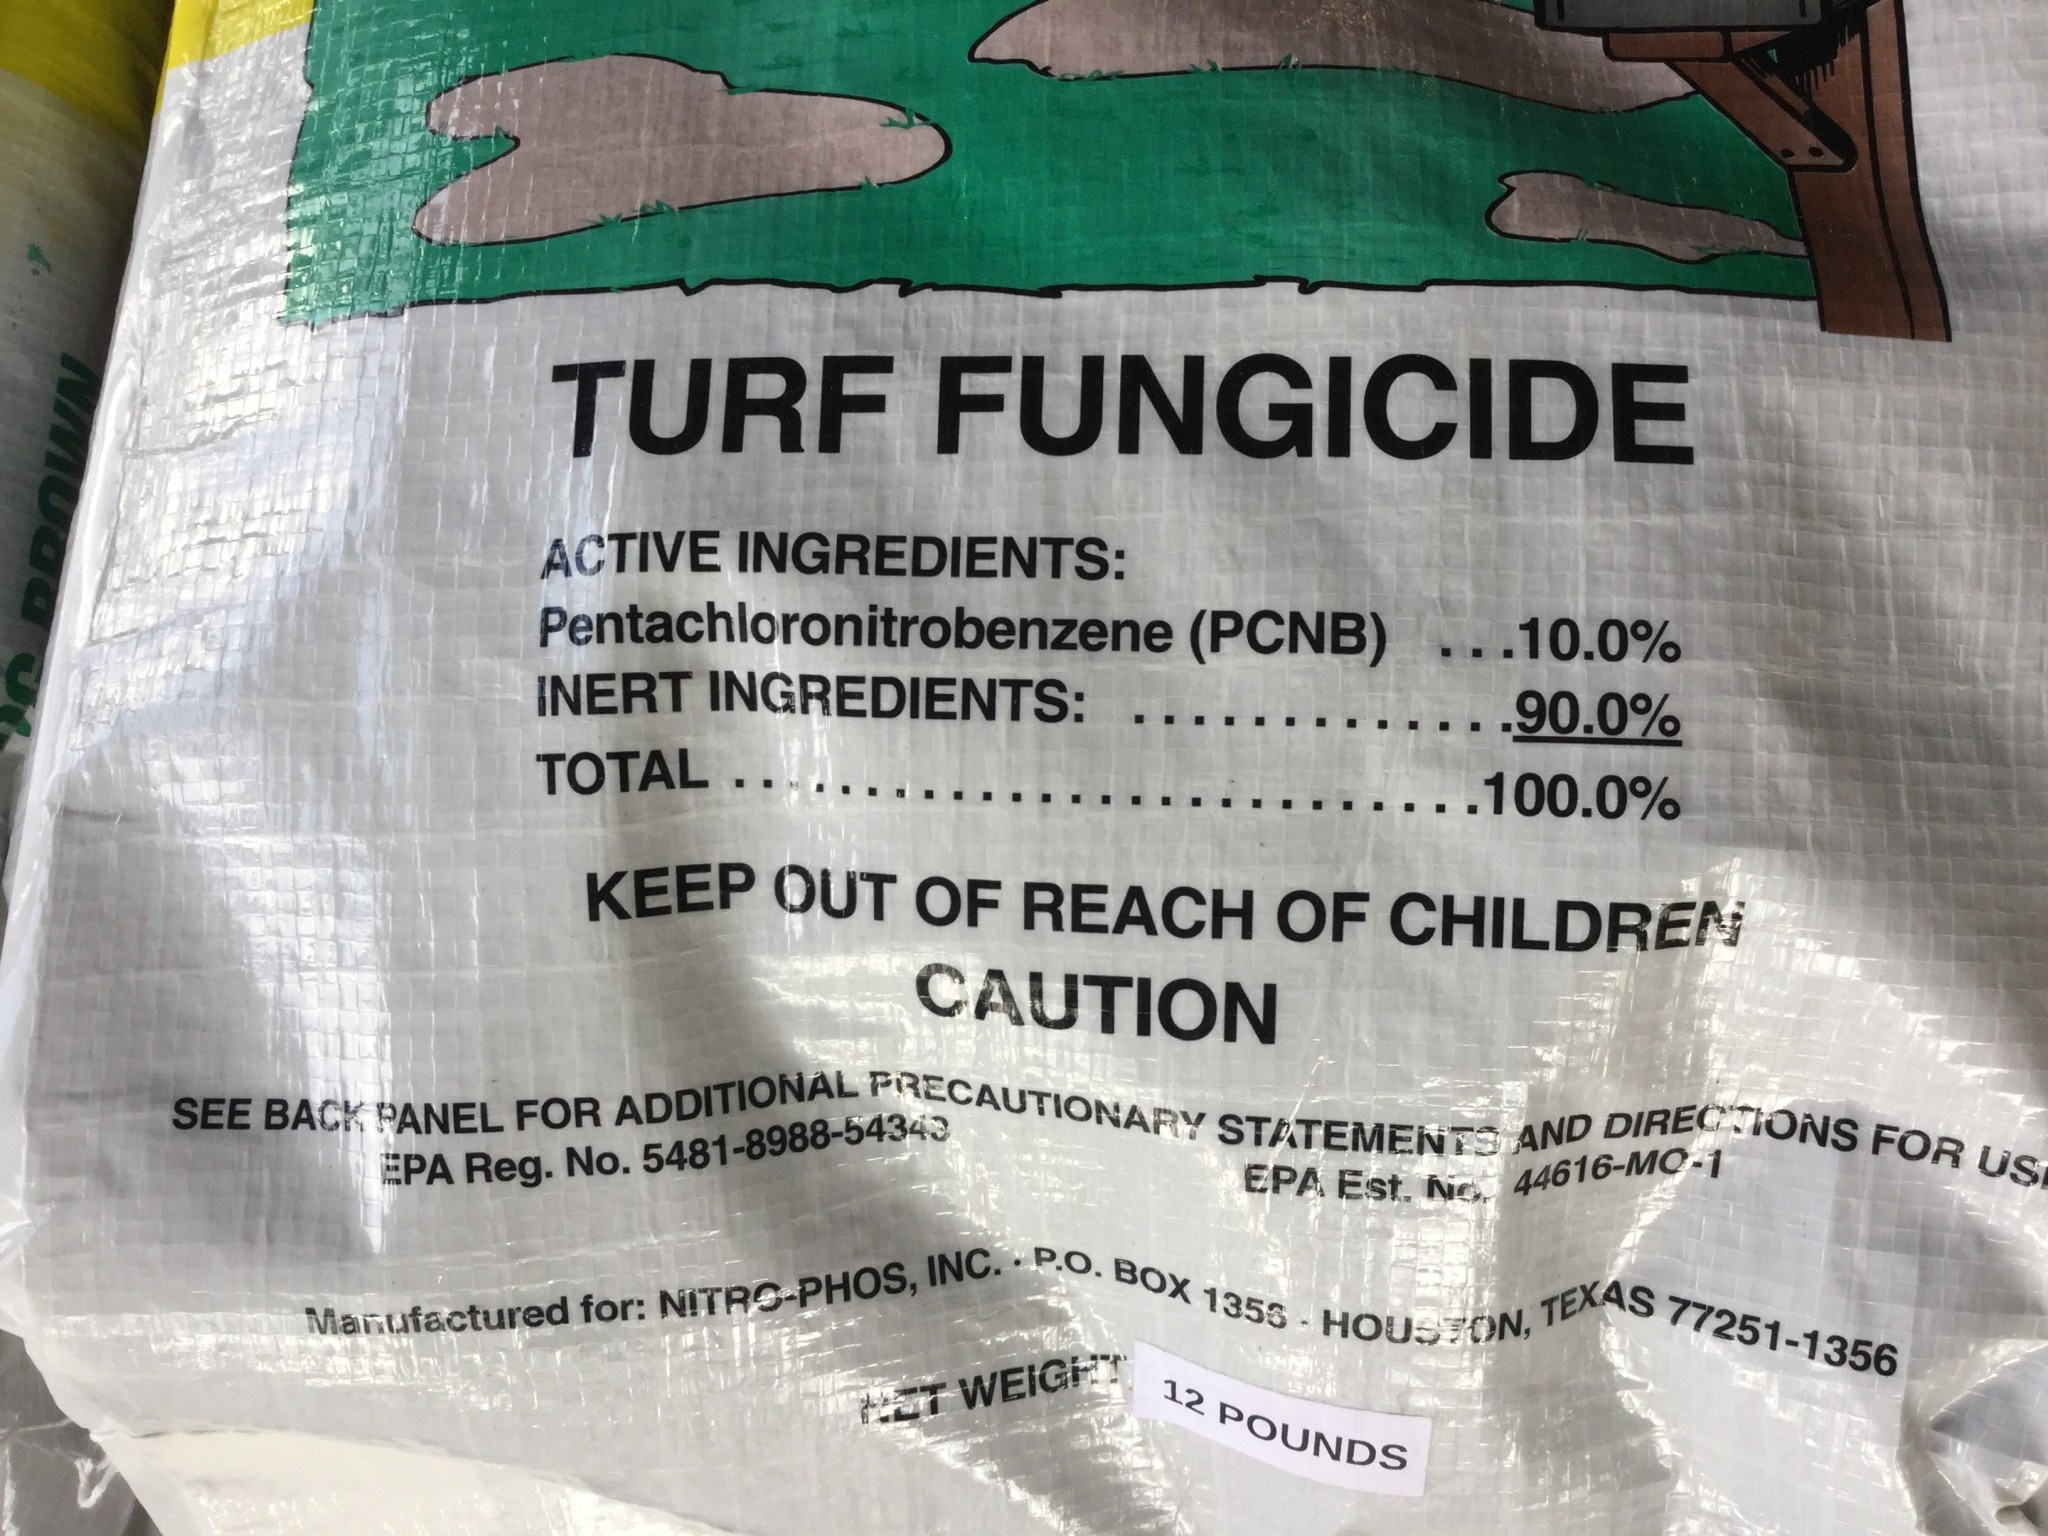 TURF FUNGICIDE
ACTIVE INGREDIENTS:
Pentachloronitrobenzene (PCNB) ...10.0%
INERT INGREDIENTS: ..............90.0%
TOTAL ..........................100.0%
KEEP OUT OF REACH OF CHILDREN
CAUTION
SEE BACK PANEL FOR ADDITIONAL PRECAUTIONARY STATEMENTS AND DIRECTIONS FOR USE
EPA Reg. No. 5481-8988-54343 EPA Est. No. 44616-MO-1
Manufactured for: NITRO-PHOS, INC. · P.O. BOX 1356 · HOUSTON, TEXAS 77251-1356
NET WEIGHT 12 POUNDS
BROWN